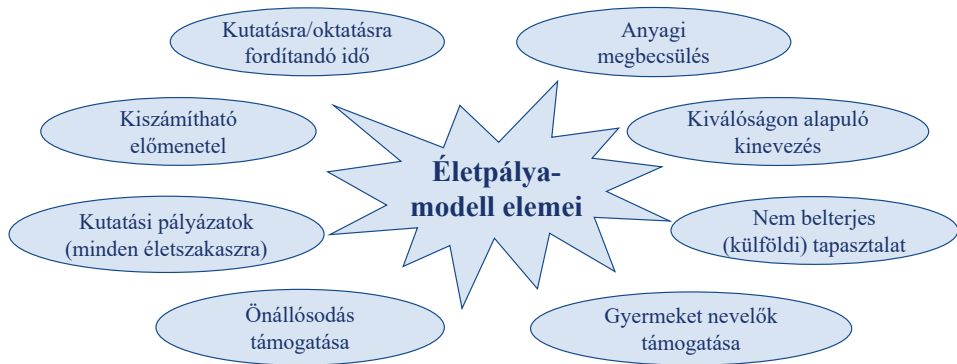 Kutatásra/oktatásra
fordítandó idő
Anyagi
megbecsülés
Kiszámítható
előmenetel
Kiválóságon alapuló
kinevezés
Életpálya-
modell elemei
Kutatási pályázatok
(minden életszakaszra)
Nem belterjes
(külföldi) tapasztalat
Önállósodás
támogatása
Gyermeket nevelők
támogatása